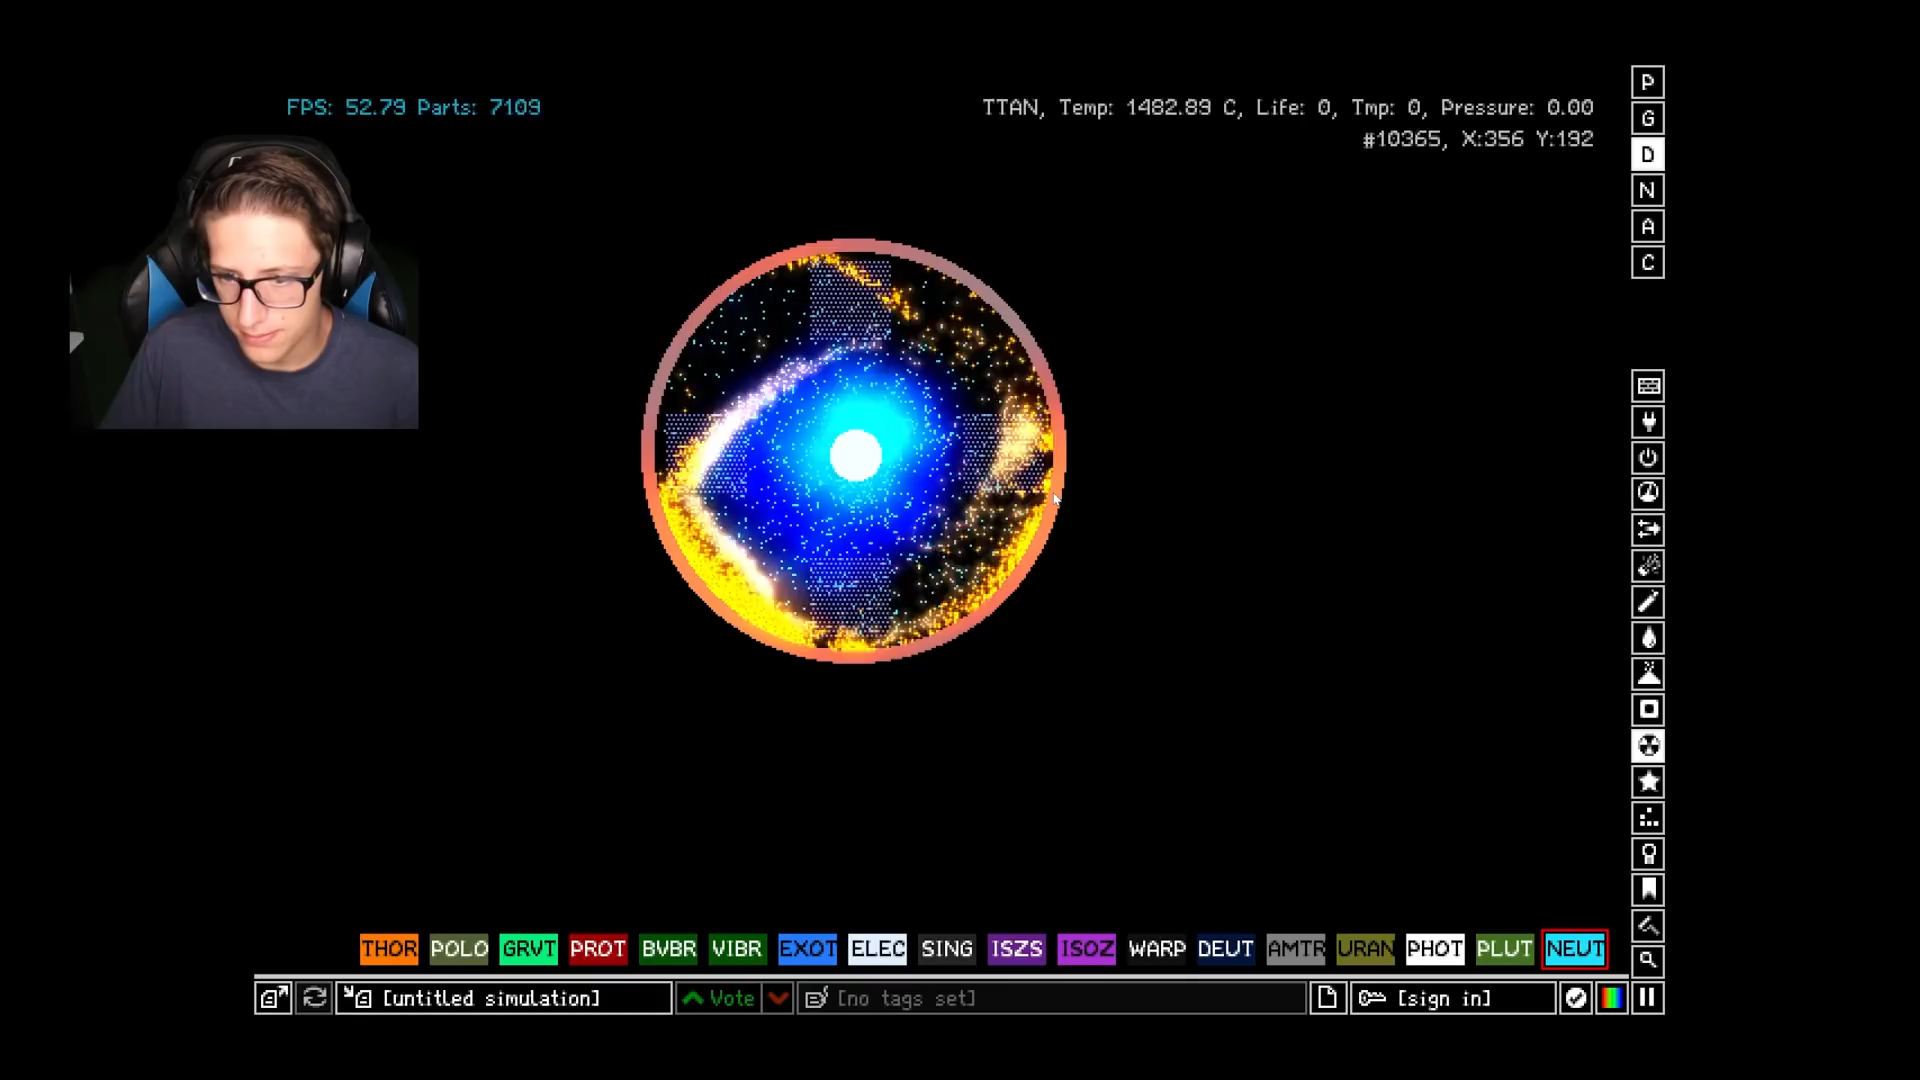 FPS: 52.79 Parts: 7109
TTAN, Temp: 1482.89 C, Life: 0, Tmp: 0, Pressure: 0.00
#10365, X:356 Y:192
P
G
D
N
A
C
THOR POLO GRVT PROT BVBR VIBR EXOT ELEC SING ISZS ISOZ WARP DEUT AMTR URAN PHOT PLUT NEUT
[untitled simulation] Vote [no tags set] [sign in]